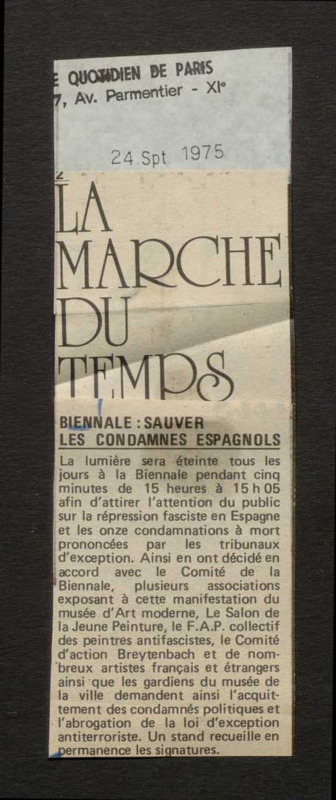 E QUOTIDIEN DE PARIS
7, Av. Parmentier - XI°
24. Spt. 1975
LA
MARCHE
DU
TEMPS
BIENNALE : SAUVER
LES CONDAMNES ESPAGNOLS
La lumière sera éteinte tous les
jours à la Biennale pendant cinq
minutes de 15 heures à 15 h 05
afin d'attirer l'attention du public
sur la répression fasciste en Espagne
et les onze condamnations à mort
prononcées par les tribunaux
d'exception. Ainsi en ont décidé en
accord avec le Comité de la
Biennale, plusieurs associations
exposant à cette manifestation du
musée d'Art moderne, Le Salon de
la Jeune Peinture, le F.A.P. collectif
des peintres antifascistes, le Comité
d'action Breytenbach et de nom-
breux artistes français et étrangers
ainsi que les gardiens du musée de
la ville demandent ainsi l'acquit-
tement des condamnés politiques et
l'abrogation de la loi d'exception
antiterroriste. Un stand recueille en
permanence les signatures.